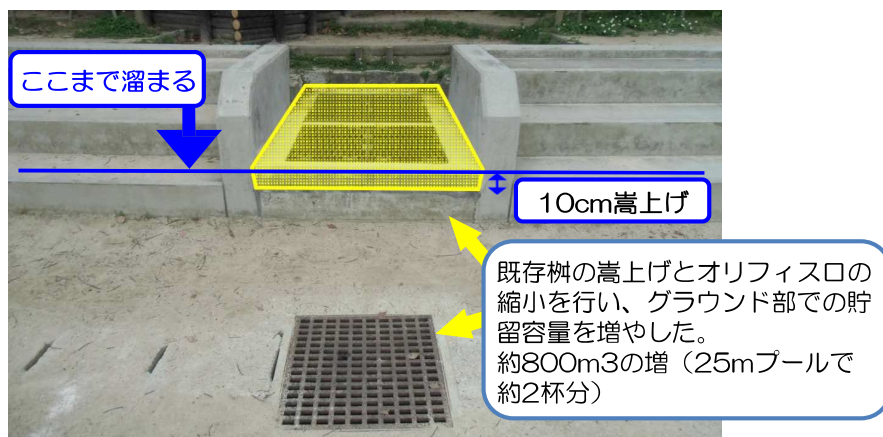 ここまで溜まる
10cm嵩上げ
既存桝の嵩上げとオリフィス口の
縮小を行い、グラウンド部での貯
留容量を増やした。
約800m3の増（25mプールで
約2杯分）